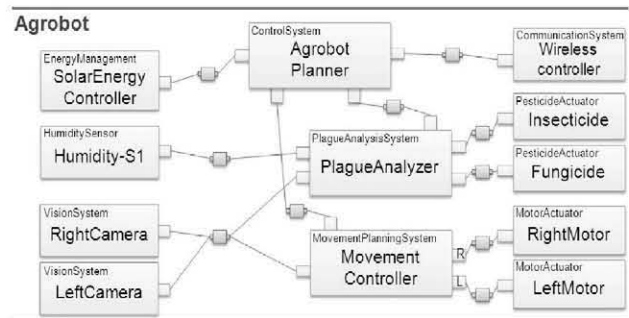 Agrobot
ControlSystem
Agrobot
Planner
CommunicationSystem
Wireless
controller
EnergyManagement
SolarEnergy
Controller
PesticideActuator
Insecticide
HumiditySensor
Humidity-S1
PlagueAnalysisSystem
PlagueAnalyzer
PesticideActuator
Fungicide
VisionSystem
RightCamera
MovementPlanningSystem
Movement
Controller
R
L
MotorActuator
RightMotor
VisionSystem
LeftCamera
MotorActuator
LeftMotor